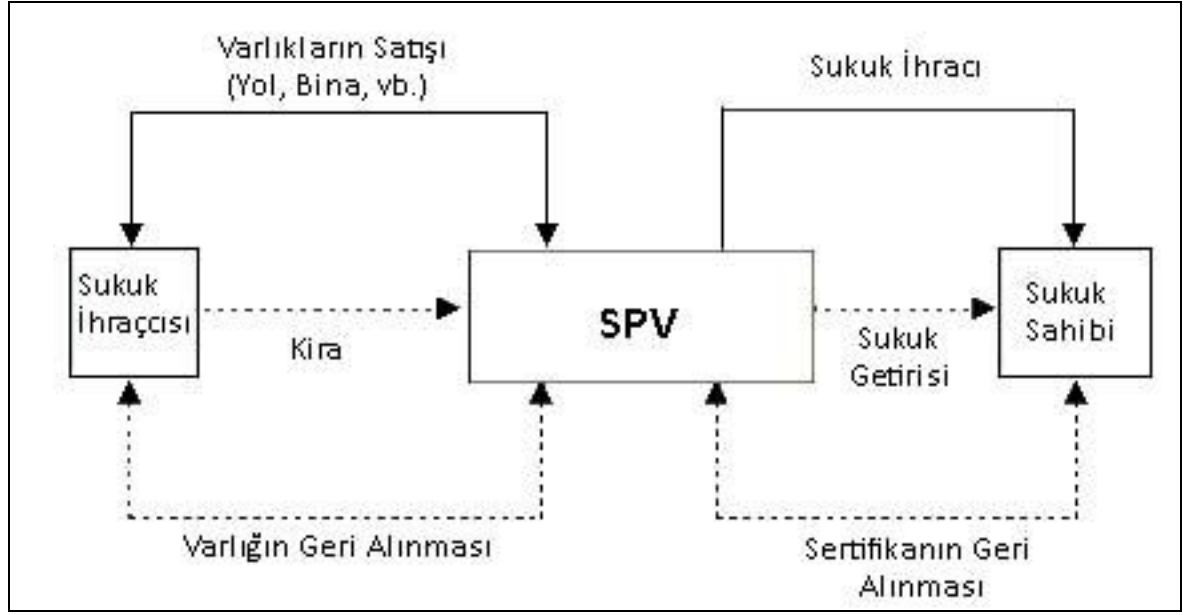 Varlıkların Satışı
(Yol, Bina, vb.)
Sukuk İhracı
Sukuk
İhraçcısı
Kira
SPV
Sukuk
Getirisi
Sukuk
Sahibi
Varlığın Geri Alınması
Sertifikanın Geri
Alınması